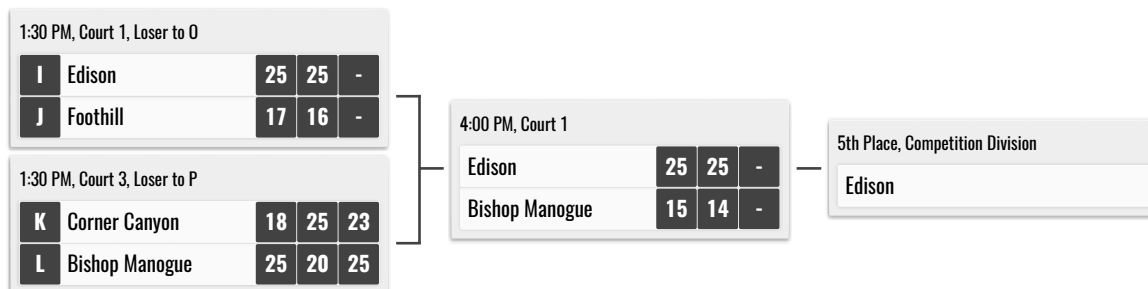 1:30 PM, Court 1, Loser to O
I Edison 25 25 -
J Foothill 17 16 -
1:30 PM, Court 3, Loser to P
K Corner Canyon 18 25 23
L Bishop Manogue 25 20 25
4:00 PM, Court 1
Edison 25 25 -
Bishop Manogue 15 14 -
5th Place, Competition Division
Edison